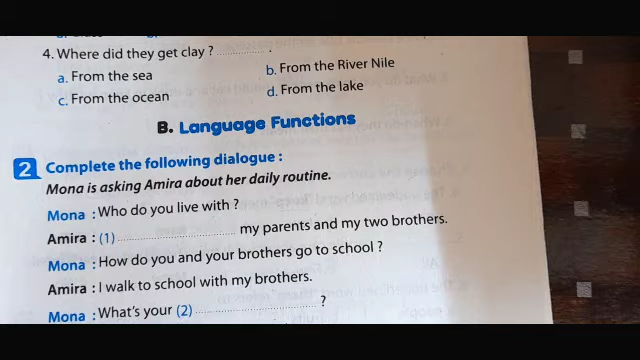 4. Where did they get clay ? ............... .
a. From the sea
b. From the River Nile
c. From the ocean
d. From the lake
B. Language Functions
2 Complete the following dialogue :
Mona is asking Amira about her daily routine.
Mona : Who do you live with ?
Amira : (1) .............................. my parents and my two brothers.
Mona : How do you and your brothers go to school ?
Amira : I walk to school with my brothers.
Mona : What's your (2) .............................. ?